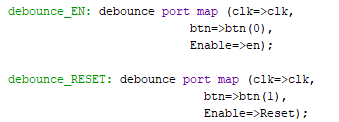 debounce_EN: debounce port map (clk=>clk,
btn=>btn(0),
Enable=>en);
debounce_RESET: debounce port map (clk=>clk,
btn=>btn(1),
Enable=>Reset);